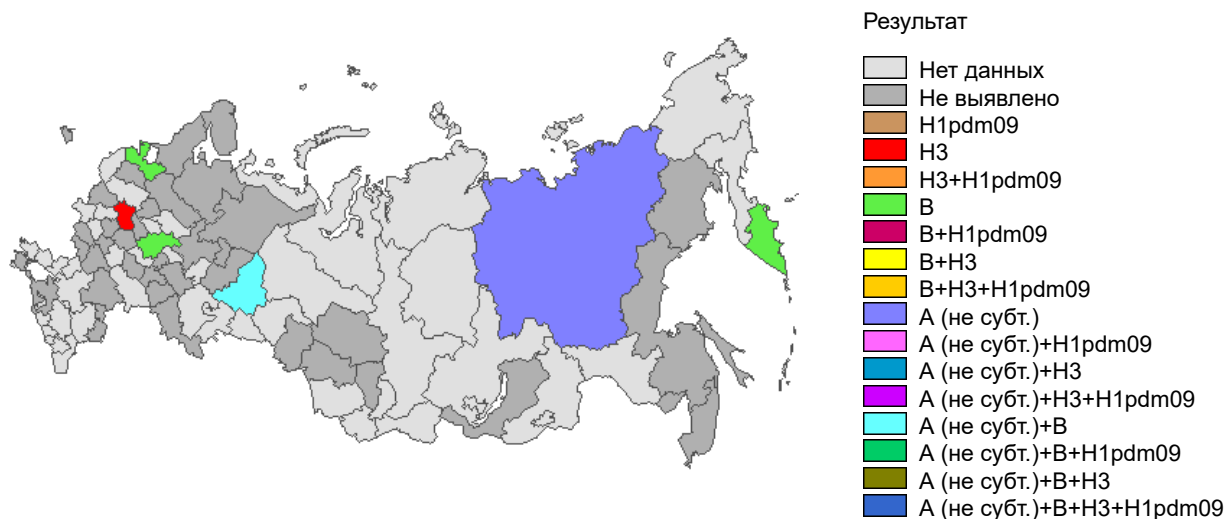 Результат
Нет данных
Не выявлено
H1pdm09
H3
H3+H1pdm09
B
B+H1pdm09
B+H3
B+H3+H1pdm09
А (не субт.)
А (не субт.)+H1pdm09
А (не субт.)+H3
А (не субт.)+H3+H1pdm09
А (не субт.)+B
А (не субт.)+B+H1pdm09
А (не субт.)+B+H3
А (не субт.)+B+H3+H1pdm09